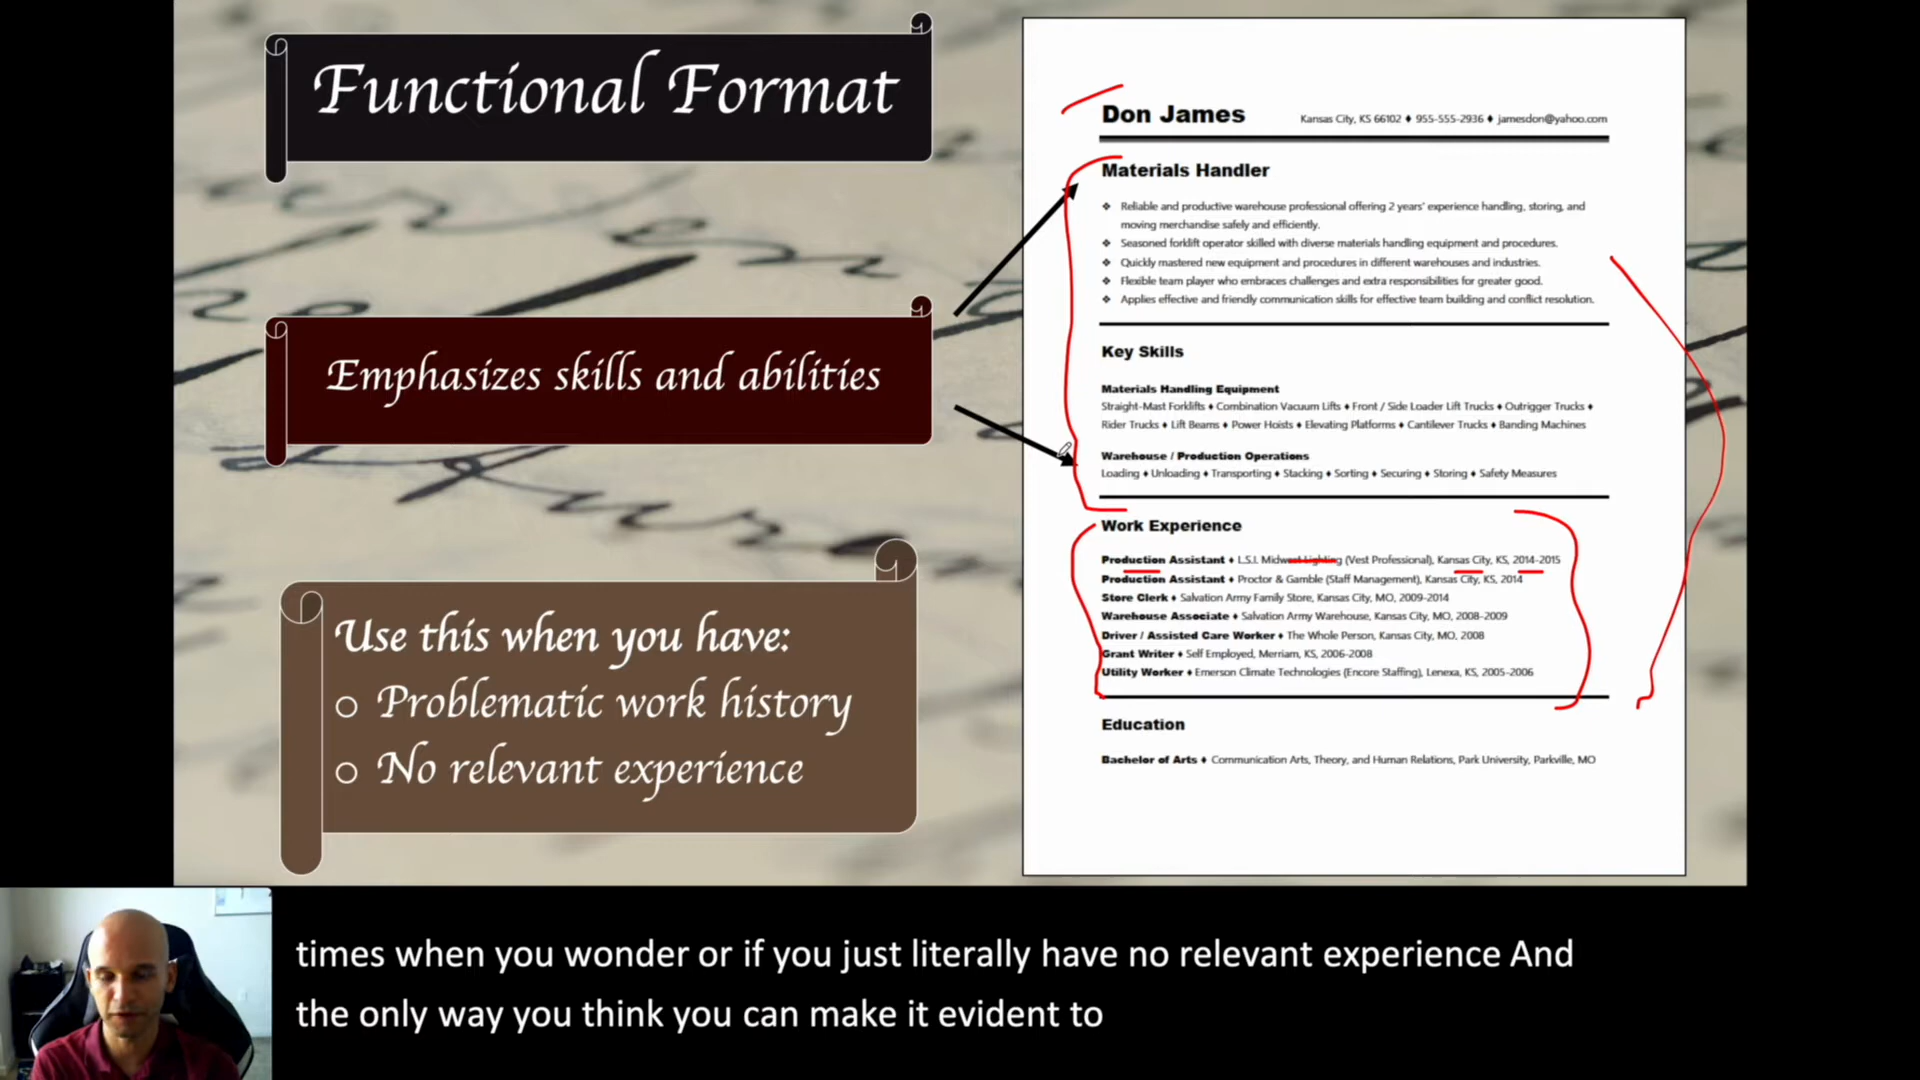 Functional Format
Emphasizes skills and abilities
Use this when you have:
o Problematic work history
o No relevant experience
Don James
Kansas City, KS 66102 ♦ 955-555-2936 ♦ jamesdon@yahoo.com
Materials Handler
❖ Reliable and productive warehouse professional offering 2 years' experience handling, storing, and
moving merchandise safely and efficiently.
❖ Seasoned forklift operator skilled with diverse materials handling equipment and procedures.
❖ Quickly mastered new equipment and procedures in different warehouses and industries.
❖ Flexible team player who embraces challenges and extra responsibilities for greater good.
❖ Applies effective and friendly communication skills for effective team building and conflict resolution.
Key Skills
Materials Handling Equipment
Straight-Mast Forklifts ♦ Combination Vacuum Lifts ♦ Front / Side Loader Lift Trucks ♦ Outrigger Trucks ♦
Rider Trucks ♦ Lift Beams ♦ Power Hoists ♦ Elevating Platforms ♦ Cantilever Trucks ♦ Banding Machines
Warehouse / Production Operations
Loading ♦ Unloading ♦ Transporting ♦ Stacking ♦ Sorting ♦ Securing ♦ Storing ♦ Safety Measures
Work Experience
Production Assistant ♦ L.S.I. Midwest Lighting (Vest Professional), Kansas City, KS, 2014-2015
Production Assistant ♦ Proctor & Gamble (Staff Management), Kansas City, KS, 2014
Store Clerk ♦ Salvation Army Family Store, Kansas City, MO, 2009-2014
Warehouse Associate ♦ Salvation Army Warehouse, Kansas City, MO, 2008-2009
Driver / Assisted Care Worker ♦ The Whole Person, Kansas City, MO, 2008
Grant Writer ♦ Self Employed, Merriam, KS, 2006-2008
Utility Worker ♦ Emerson Climate Technologies (Encore Staffing), Lenexa, KS, 2005-2006
Education
Bachelor of Arts ♦ Communication Arts, Theory, and Human Relations, Park University, Parkville, MO
times when you wonder or if you just literally have no relevant experience And
the only way you think you can make it evident to